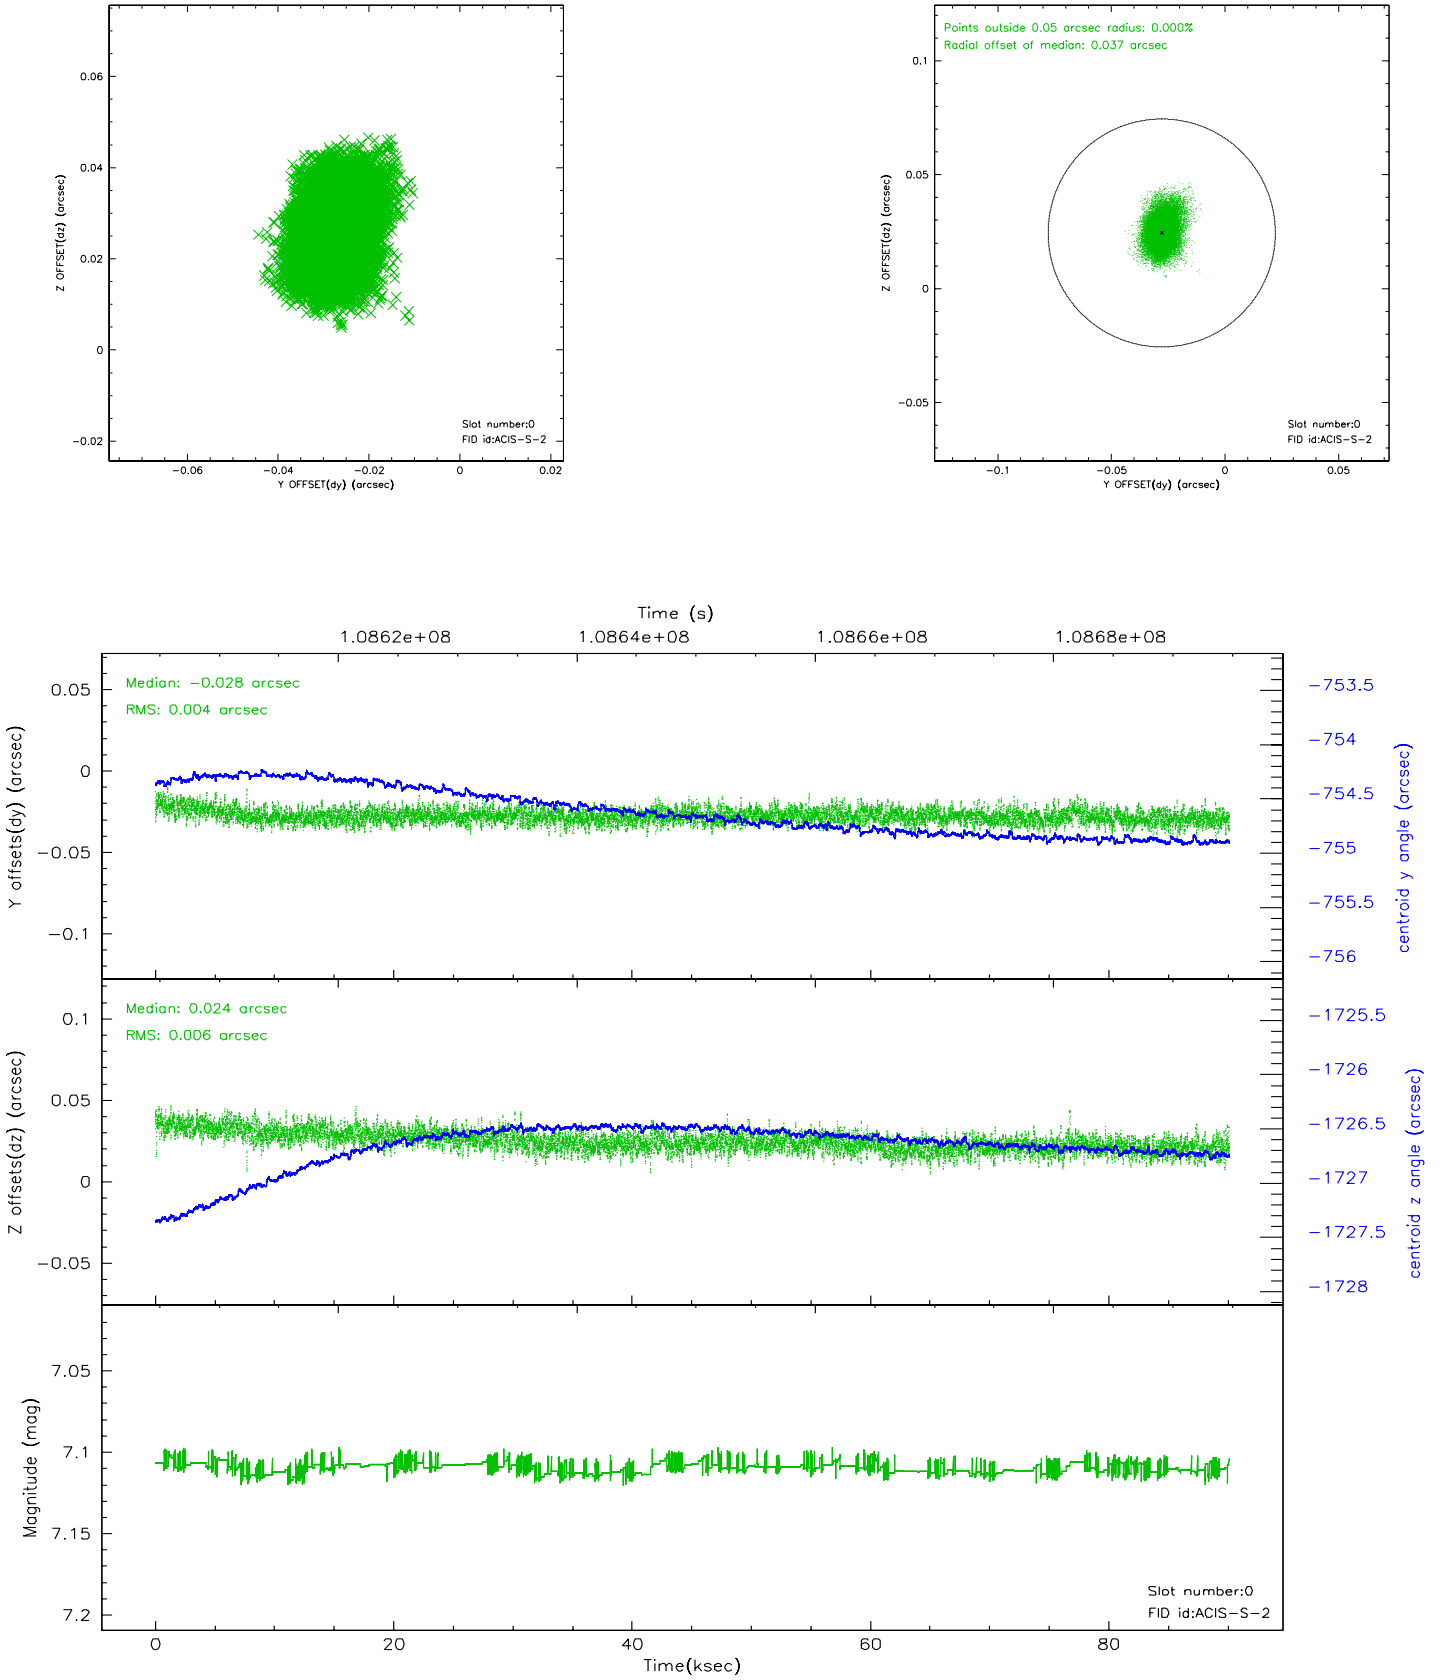 0.06
0.04
0.02
0
−0.02
Z OFFSET(dz) (arcsec)
Slot number:0
FID id:ACIS−S−2
−0.06 −0.04 −0.02 0 0.02
Y OFFSET(dy) (arcsec)
Points outside 0.05 arcsec radius: 0.000%
Radial offset of median: 0.037 arcsec
0.1
0.05
0
−0.05
Z OFFSET(dz) (arcsec)
Slot number:0
FID id:ACIS−S−2
−0.1 −0.05 0 0.05
Y OFFSET(dy) (arcsec)
Time (s)
1.0862e+08 1.0864e+08 1.0866e+08 1.0868e+08
Median: −0.028 arcsec
RMS: 0.004 arcsec
0.05
0
−0.05
−0.1
Y offsets(dy) (arcsec)
−753.5
−754
−754.5
−755
−755.5
−756
centroid y angle (arcsec)
Median: 0.024 arcsec
RMS: 0.006 arcsec
0.1
0.05
0
−0.05
Z offsets(dz) (arcsec)
−1725.5
−1726
−1726.5
−1727
−1727.5
−1728
centroid z angle (arcsec)
7.05
7.1
7.15
7.2
Magnitude (mag)
Slot number:0
FID id:ACIS−S−2
0 20 40 60 80
Time(ksec)